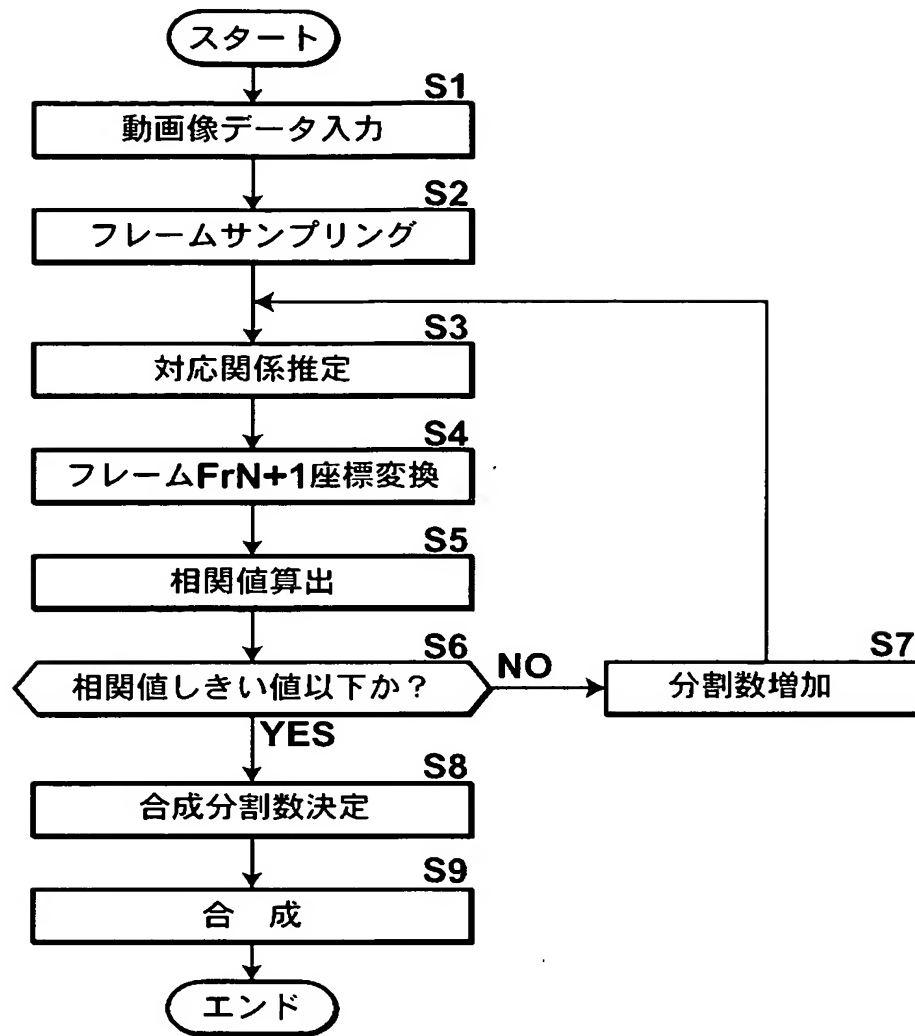 スタート
S1
動画像データ入力
S2
フレームサンプリング
S3
対応関係推定
S4
フレームFrN+1座標変換
S5
相関値算出
S6
相関値しきい値以下か?
NO
S7
分割数増加
YES
S8
合成分割数決定
S9
合 成
エンド